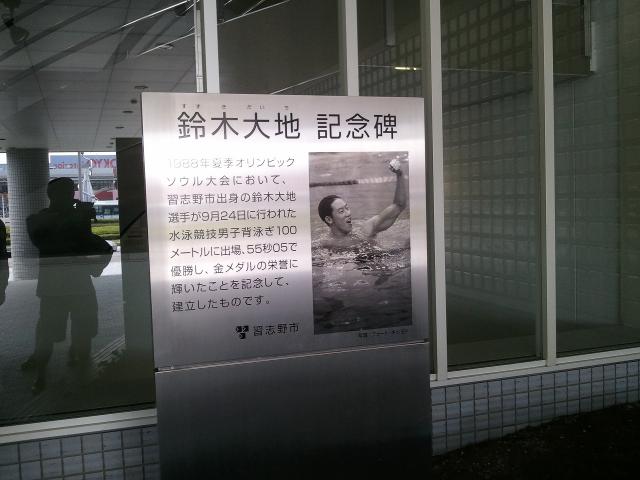 すずきだいち
鈴木大地 記念碑
1988年夏季オリンピック
ソウル大会において、
習志野市出身の鈴木大地
選手が9月24日に行われた
水泳競技男子背泳ぎ100
メートルに出場、55秒05で
優勝し、金メダルの栄誉に
輝いたことを記念して、
建立したものです。
習志野市